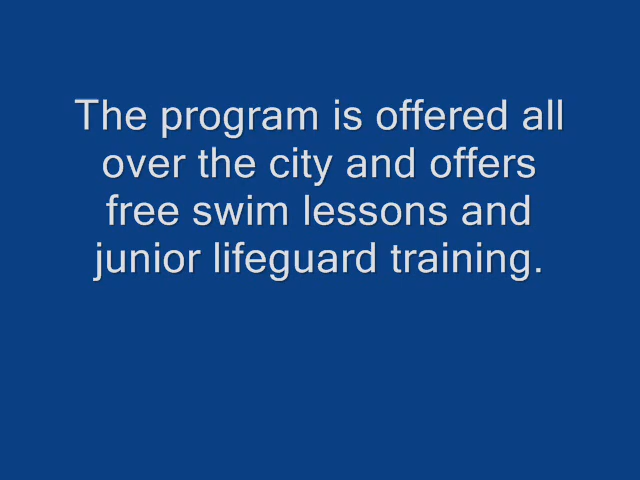 The program is offered all
over the city and offers
free swim lessons and
junior lifeguard training.